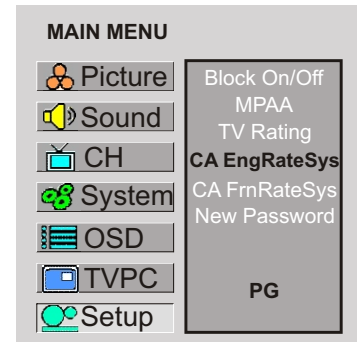 MAIN MENU
Picture
Sound
CH
System
OSD
TVPC
Setup
Block On/Off
MPAA
TV Rating
CA EngRateSys
CA FrnRateSys
New Password
PG